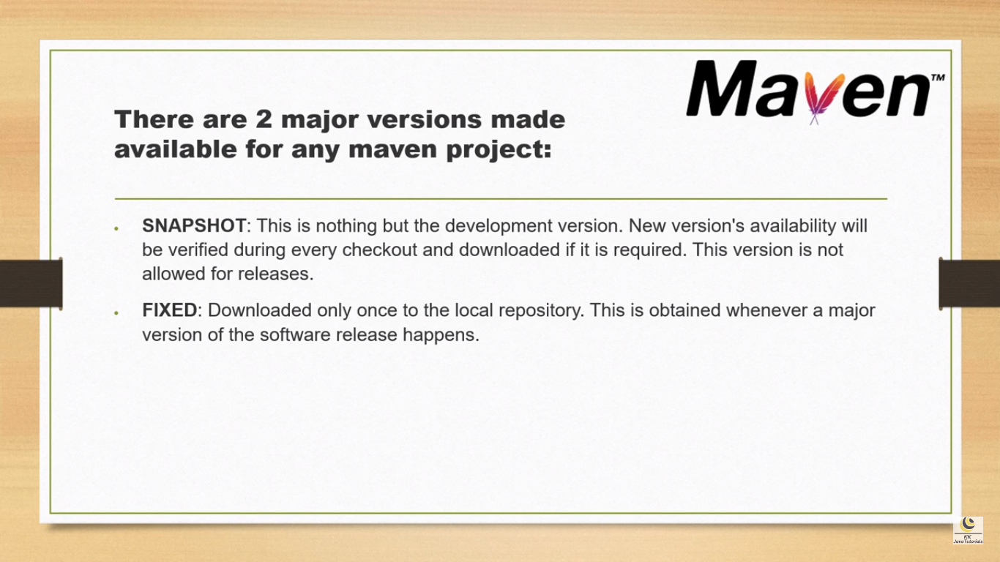 Maven™
There are 2 major versions made
available for any maven project:
• SNAPSHOT: This is nothing but the development version. New version's availability will
be verified during every checkout and downloaded if it is required. This version is not
allowed for releases.
• FIXED: Downloaded only once to the local repository. This is obtained whenever a major
version of the software release happens.
KK
JavaTutorials